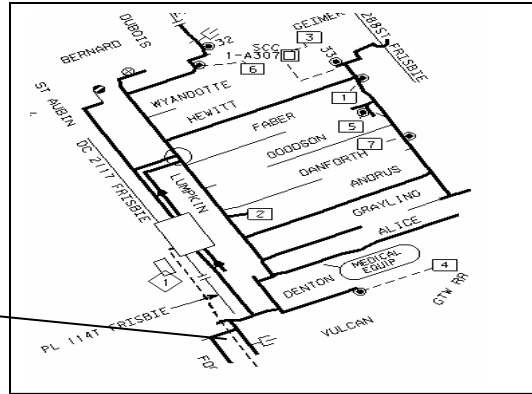 DUBOIS
BERNARD
32
SCC
1-A307
GEIMER
3
33
288ST FRISBIE
6
ST AUBIN
WYANDOTTE
HEWITT
1
FABER
5
GOODSON
7
DC 2117 FRISBIE
DANFORTH
LUMPKIN
ANDRUS
2
GRAYLING
ALICE
MEDICAL
EQUIP
4
1
DENTON
GTW RR
PL 114T FRISBIE
VULCAN